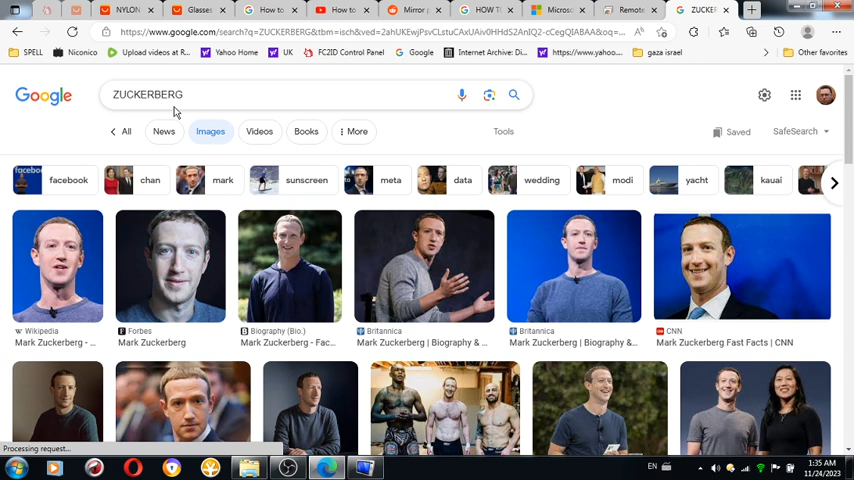 NYLON
Glasses
How to
How to
Mirror p
HOW TO
Microso
Remote
ZUCKER
https://www.google.com/search?q=ZUCKERBERG&tbm=isch&ved=2ahUKEwjPsvCLstuCAxUAiv0HHdS2AnIQ2-cCegQIABAA&oq=...
SPELL
Niconico
Upload videos at R...
Yahoo Home
UK
FC2ID Control Panel
Google
Internet Archive: Di...
https://www.yahoo....
gaza israel
Other favorites
Google
ZUCKERBERG
All
News
Images
Videos
Books
More
Tools
Saved
SafeSearch
facebook
chan
mark
sunscreen
meta
data
wedding
modi
yacht
kauai
W Wikipedia
Mark Zuckerberg - ...
Forbes
Mark Zuckerberg
Biography (Bio.)
Mark Zuckerberg - Fac...
Britannica
Mark Zuckerberg | Biography & ...
Britannica
Mark Zuckerberg | Biography &...
CNN
Mark Zuckerberg Fast Facts | CNN
Processing request...
EN
1:35 AM
11/24/2023